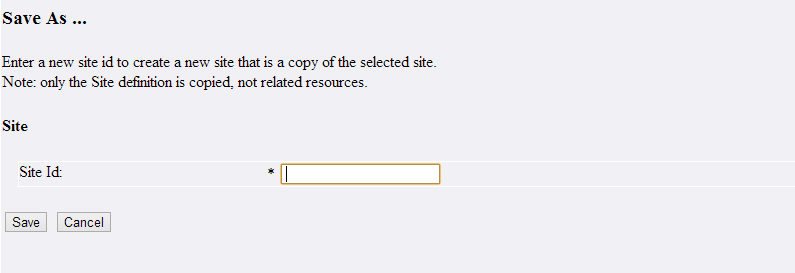 Save As ...
Enter a new site id to create a new site that is a copy of the selected site.
Note: only the Site definition is copied, not related resources.
Site
Site Id: *
Save Cancel